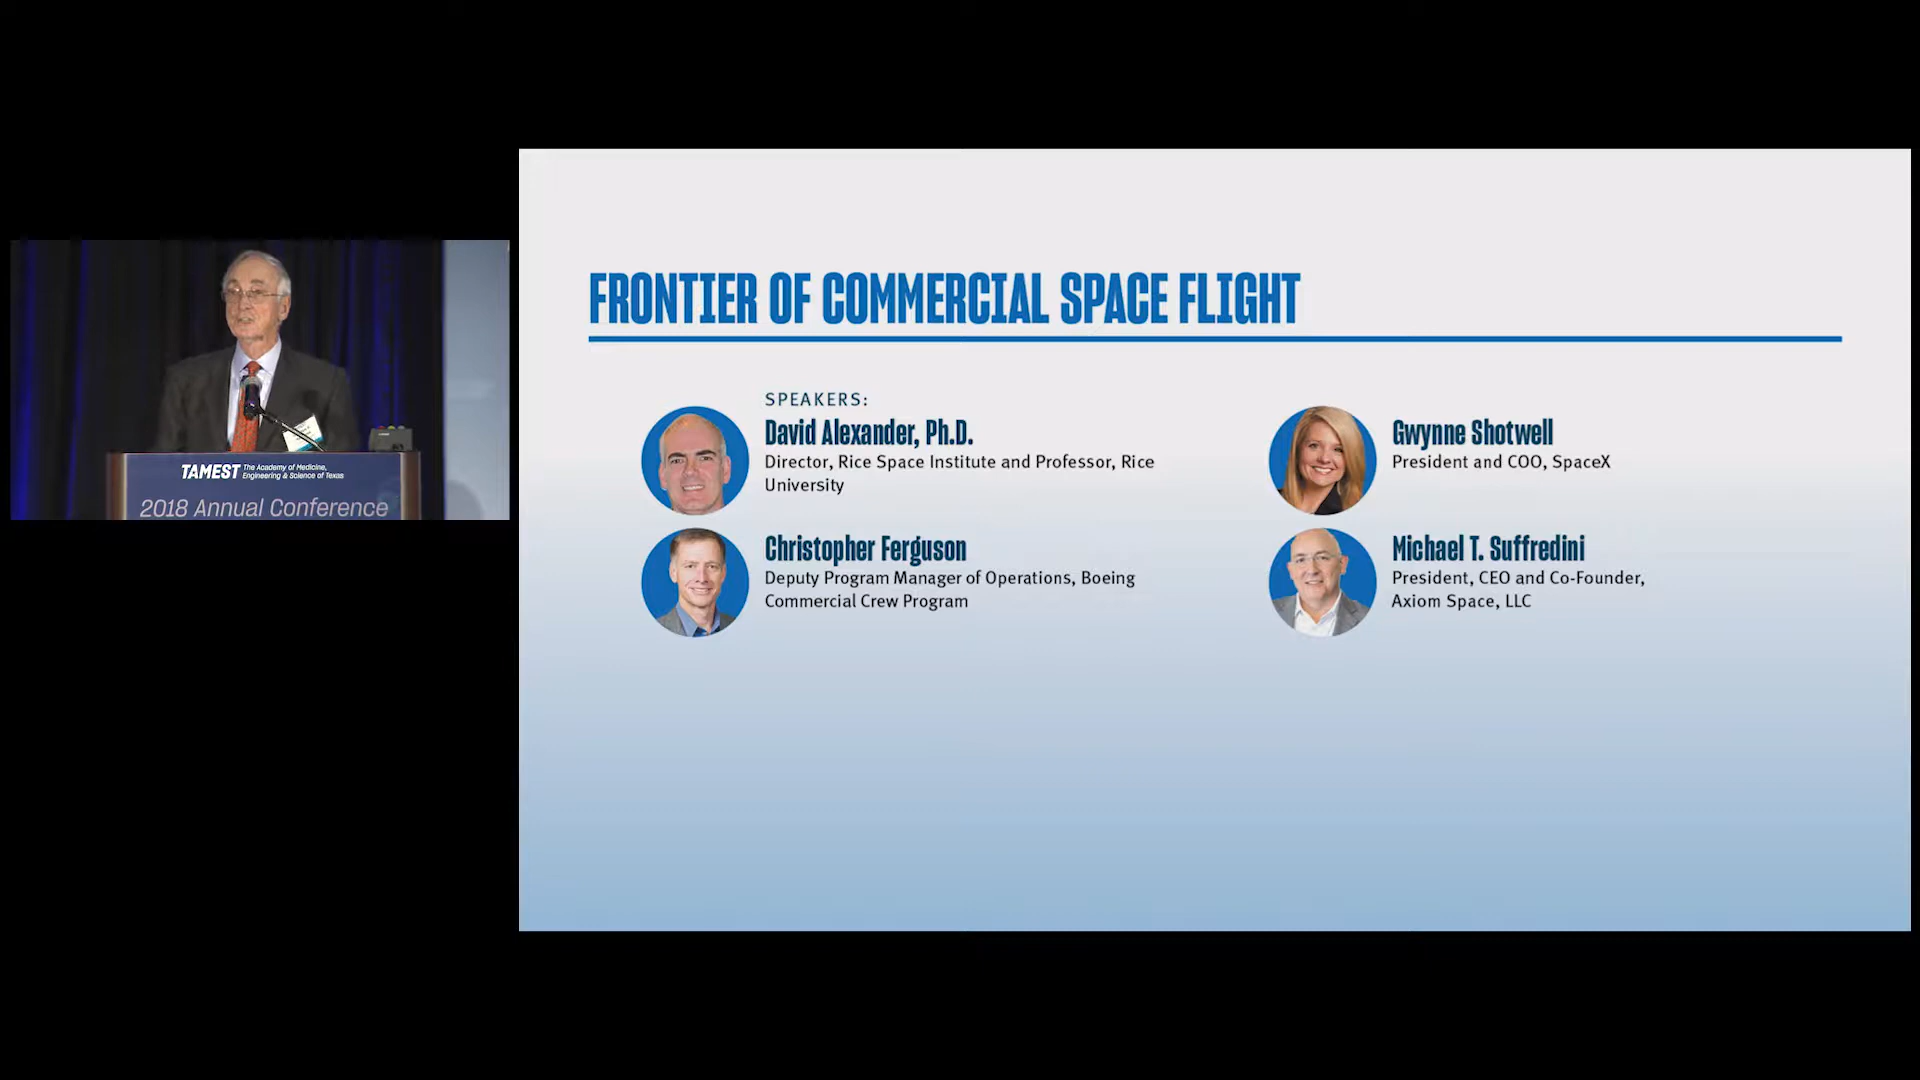 TAMEST The Academy of Medicine,
Engineering & Science of Texas
2018 Annual Conference
FRONTIER OF COMMERCIAL SPACE FLIGHT
SPEAKERS:
David Alexander, Ph.D.
Director, Rice Space Institute and Professor, Rice
University
Gwynne Shotwell
President and COO, SpaceX
Christopher Ferguson
Deputy Program Manager of Operations, Boeing
Commercial Crew Program
Michael T. Suffredini
President, CEO and Co-Founder,
Axiom Space, LLC